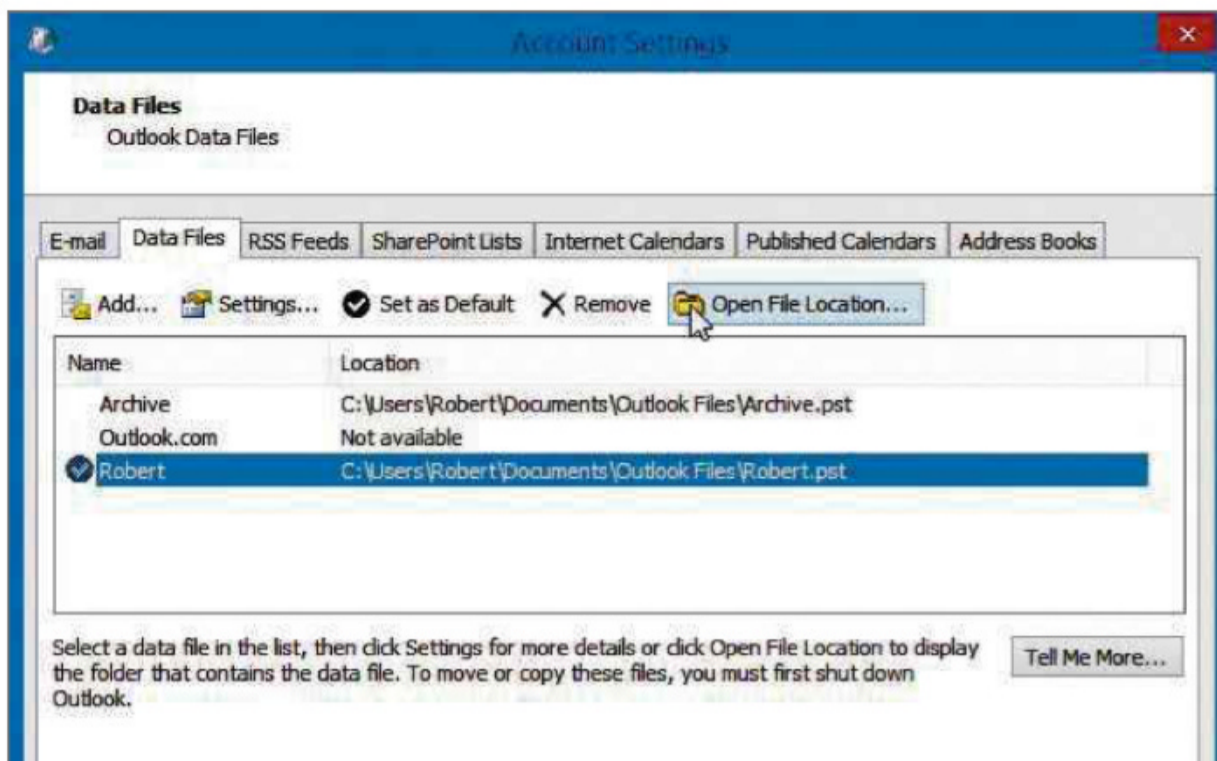 Account Settings
Data Files
Outlook Data Files
E-mail Data Files RSS Feeds SharePoint Lists Internet Calendars Published Calendars Address Books
Add... Settings... Set as Default Remove Open File Location...
Name Location
Archive C:\Users\Robert\Documents\Outlook Files\Archive.pst
Outlook.com Not available
Robert C:\Users\Robert\Documents\Outlook Files\Robert.pst
Select a data file in the list, then click Settings for more details or click Open File Location to display
the folder that contains the data file. To move or copy these files, you must first shut down
Outlook.
Tell Me More...